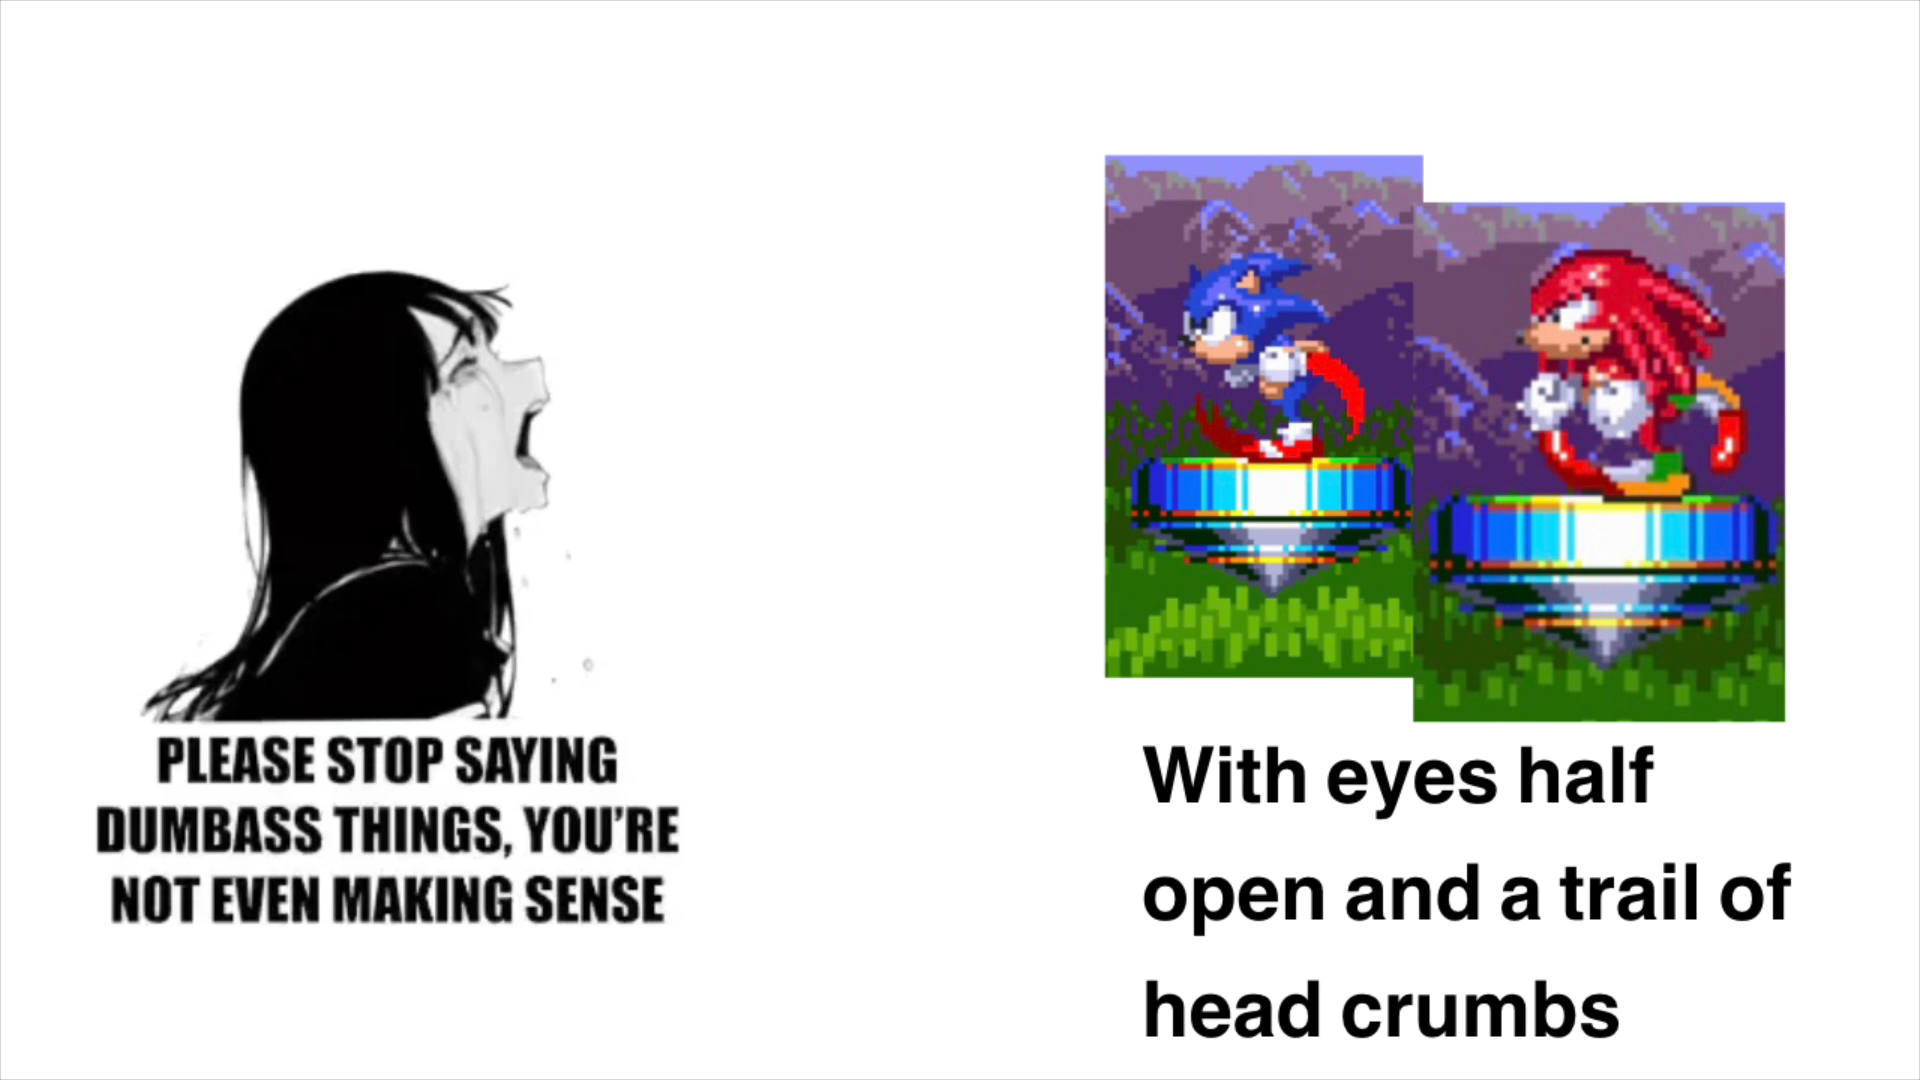 PLEASE STOP SAYING
DUMBASS THINGS, YOU'RE
NOT EVEN MAKING SENSE
With eyes half
open and a trail of
head crumbs